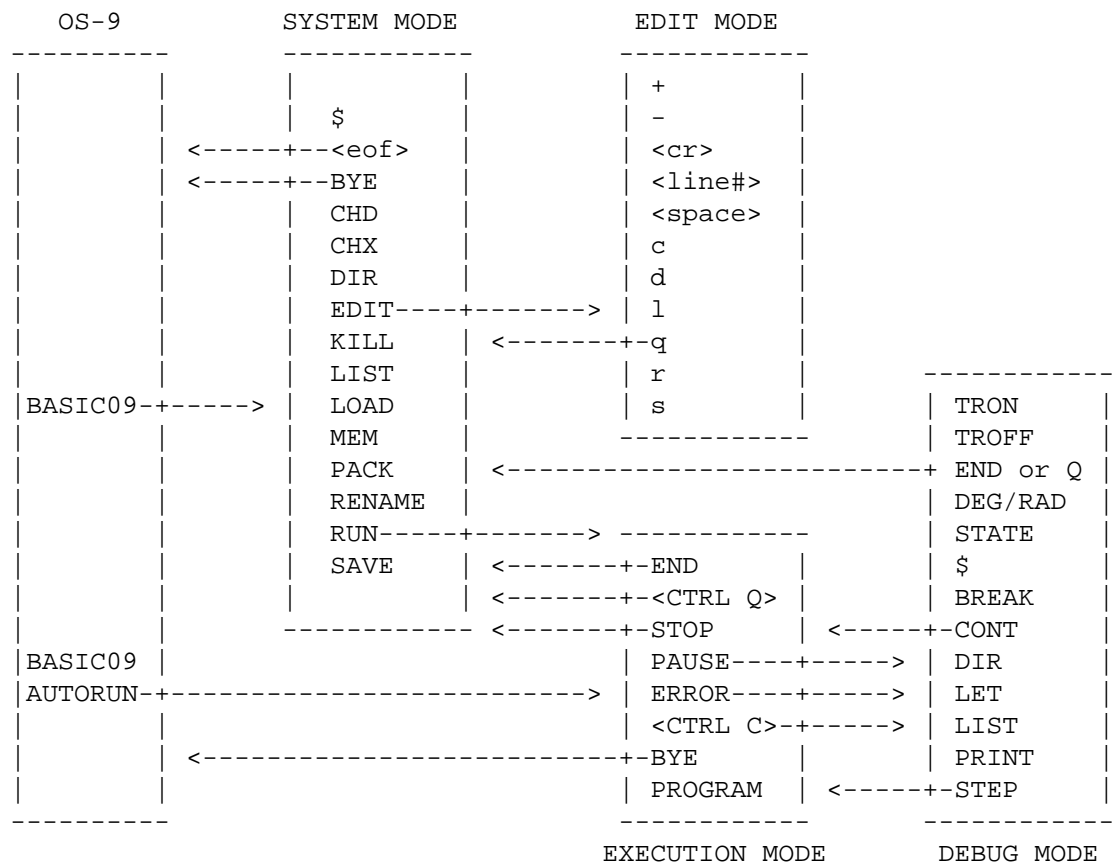 OS-9           SYSTEM MODE               EDIT MODE
 ----------       ------------             ------------
|          |      |            |          | +          |
|          |      |  $         |          | -          |
|          | <-----+--<eof>    |          | <cr>       |
|          | <-----+--BYE      |          | <line#>    |
|          |      |  CHD       |          | <space>    |
|          |      |  CHX       |          | c          |
|          |      |  DIR       |          | d          |
|          |      |  EDIT----+-------> | l          |
|          |      |  KILL      | <-------+-q          |
|          |      |  LIST      |          | r          |       ------------
|BASIC09-+-----> |  LOAD      |          | s          |      | TRON       |
|          |      |  MEM       |          ------------       | TROFF      |
|          |      |  PACK      | <---------------------------+ END or Q |
|          |      |  RENAME  |                              | DEG/RAD    |
|          |      |  RUN-----+-------> ------------       | STATE      |
|          |      |  SAVE      | <-------+-END        |      | $          |
|          |      |            | <-------+-<CTRL Q> |      | BREAK      |
|          |       ------------ <-------+-STOP       | <-----+-CONT       |
|BASIC09 |                               | PAUSE----+-----> | DIR        |
|AUTORUN-+---------------------------> | ERROR----+-----> | LET        |
|          |                               | <CTRL C>-+-----> | LIST       |
|          | <---------------------------+-BYE        |      | PRINT      |
|          |                               | PROGRAM  | <-----+-STEP       |
 ----------                               ------------       ------------
                                        EXECUTION MODE       DEBUG MODE